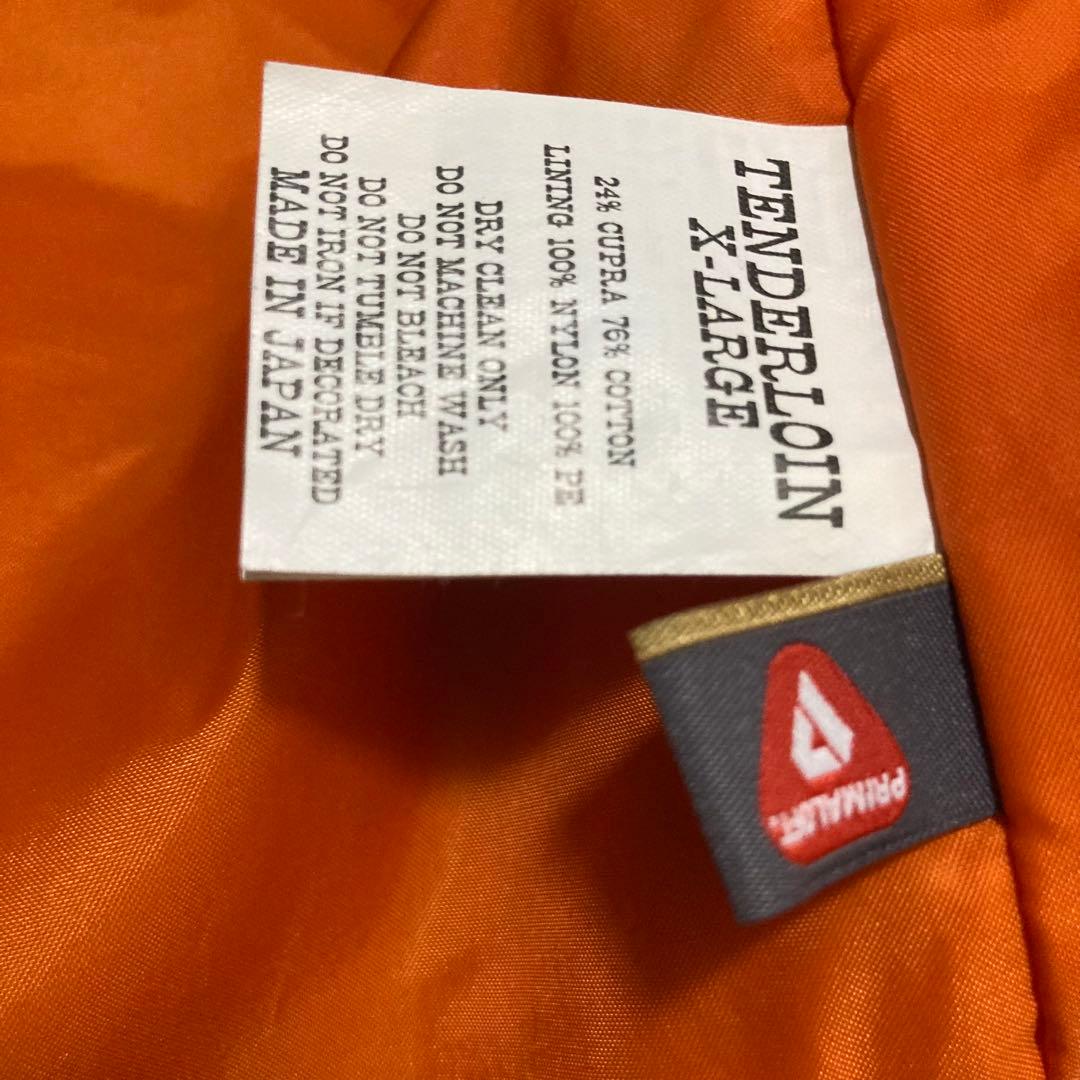 TENDERLOIN
X-LARGE
24% CUPRA 76% COTTON
LINING 100% NYLON 100% PE
DRY CLEAN ONLY
DO NOT MACHINE WASH
DO NOT BLEACH
DO NOT TUMBLE DRY
DO NOT IRON IF DECORATED
MADE IN JAPAN
PRIMALOFT